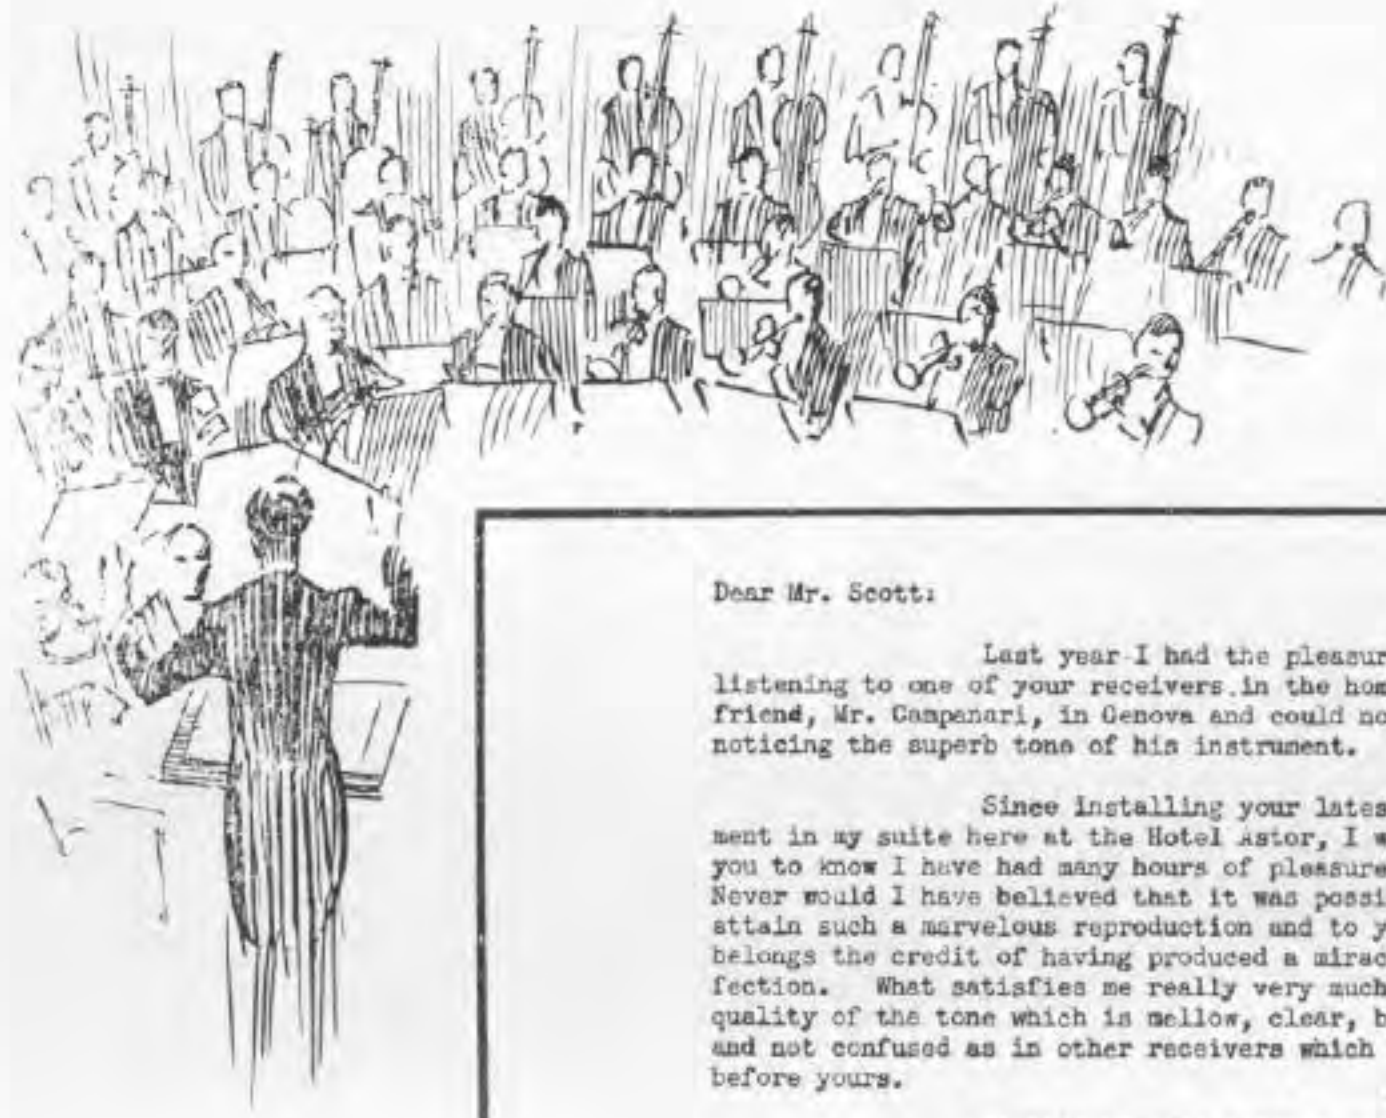 Dear Mr. Scott:
Last year I had the pleasur
listening to one of your receivers in the hom
friend, Mr. Campanari, in Genova and could no
noticing the superb tone of his instrument.
Since installing your lates
ment in my suite here at the Hotel Astor, I w
you to know I have had many hours of pleasure
Never would I have believed that it was possi
attain such a marvelous reproduction and to y
belongs the credit of having produced a mirac
fection. What satisfies me really very much
quality of the tone which is mellow, clear, b
and not confused as in other receivers which
before yours.